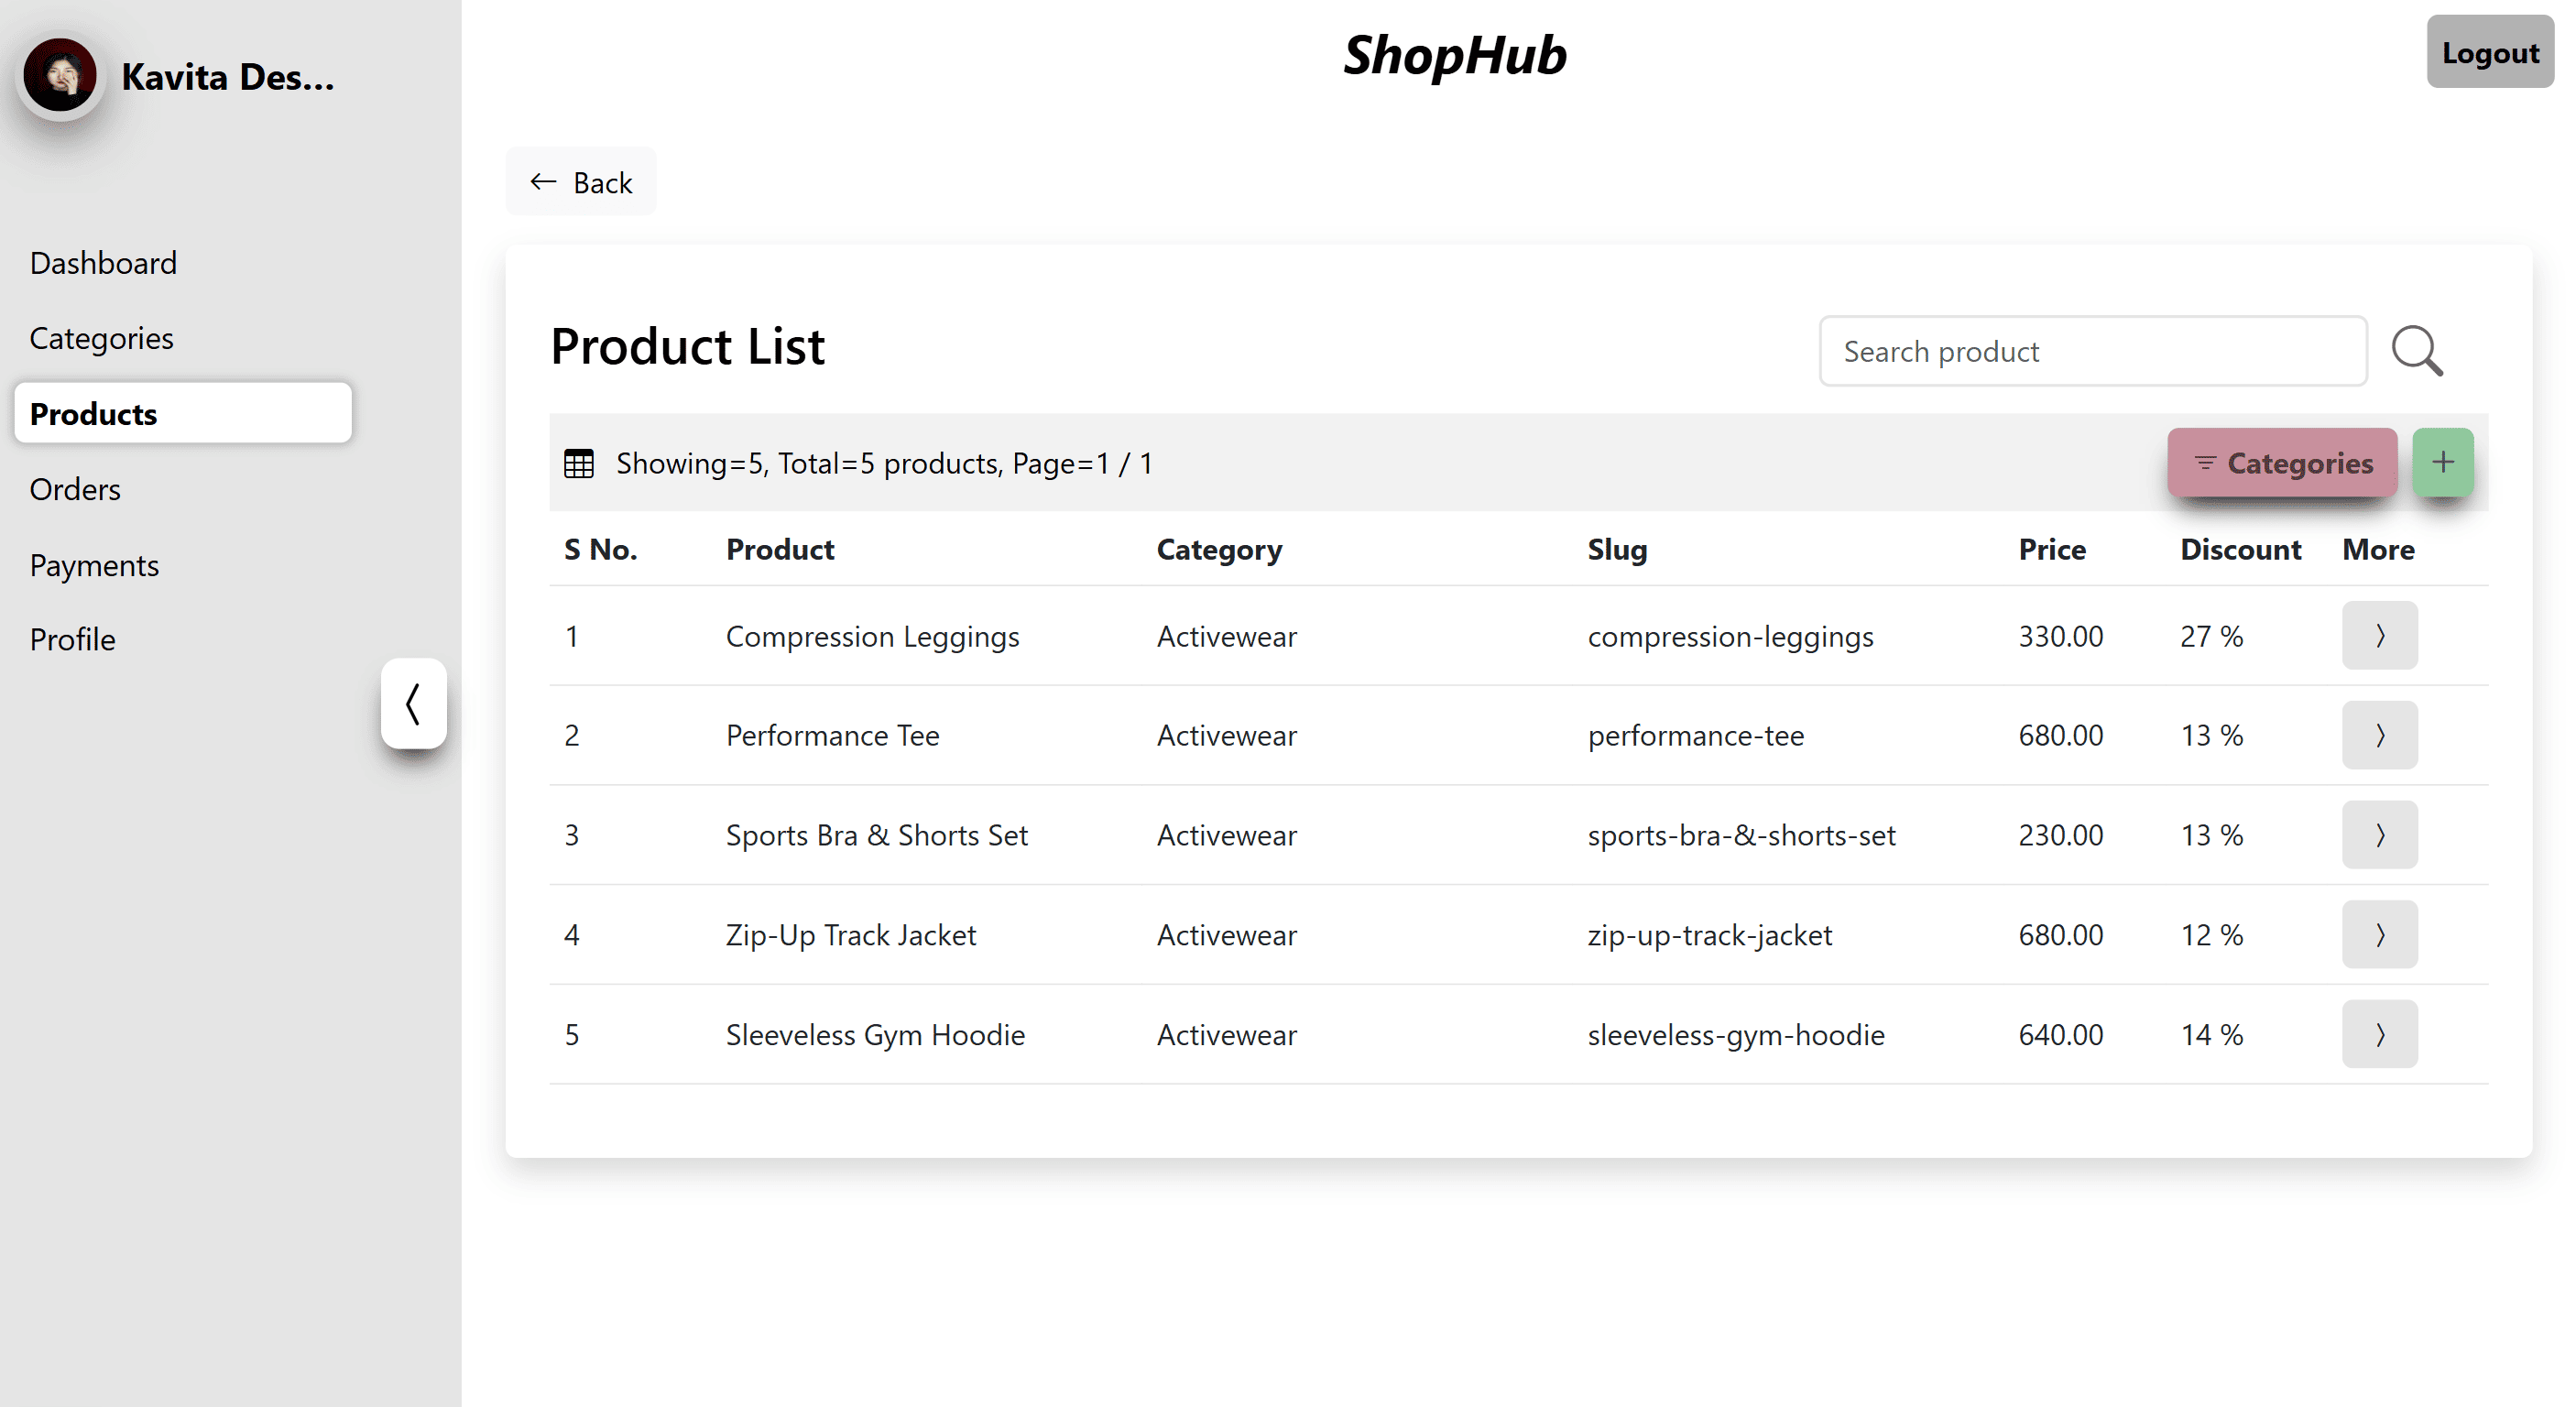 Kavita Des...
ShopHub
Logout
Back
Dashboard
Categories
Products
Orders
Payments
Profile
Product List
Search product
Showing=5, Total=5 products, Page=1 / 1
Categories
+
S No. Product Category Slug Price Discount More
1 Compression Leggings Activewear compression-leggings 330.00 27 %
2 Performance Tee Activewear performance-tee 680.00 13 %
3 Sports Bra & Shorts Set Activewear sports-bra-&-shorts-set 230.00 13 %
4 Zip-Up Track Jacket Activewear zip-up-track-jacket 680.00 12 %
5 Sleeveless Gym Hoodie Activewear sleeveless-gym-hoodie 640.00 14 %